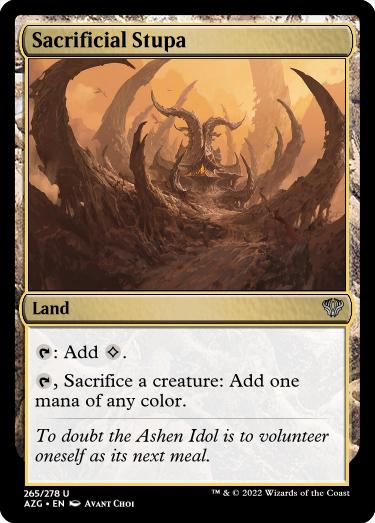 Sacrificial Stupa
Land
: Add .
, Sacrifice a creature: Add one
mana of any color.
To doubt the Ashen Idol is to volunteer
oneself as its next meal.
265/278 U
AZG • EN Avant Choi
™ & © 2022 Wizards of the Coast